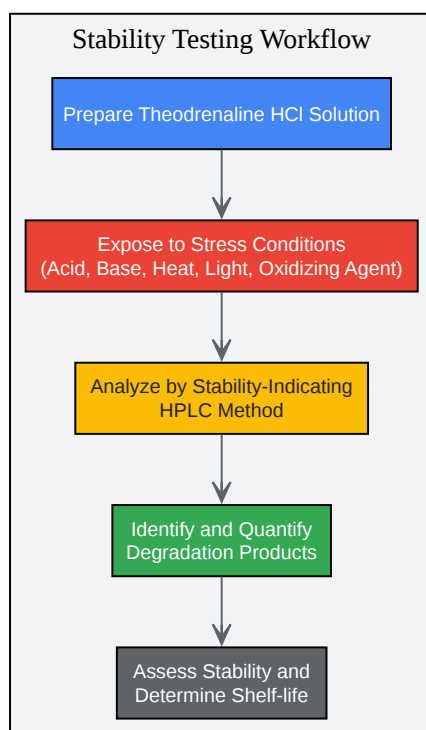 Stability Testing Workflow
Prepare Theodrenaline HCl Solution
Expose to Stress Conditions
(Acid, Base, Heat, Light, Oxidizing Agent)
Analyze by Stability-Indicating
HPLC Method
Identify and Quantify
Degradation Products
Assess Stability and
Determine Shelf-life